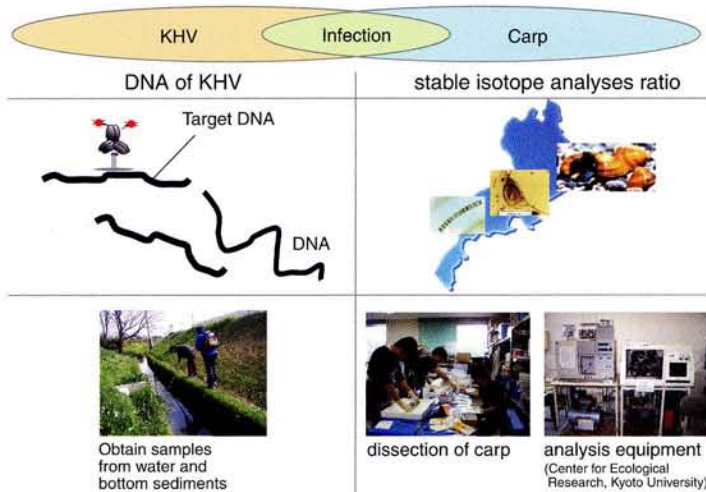 KHV
Infection
Carp
DNA of KHV
stable isotope analyses ratio
Target DNA
DNA
Obtain samples
from water and
bottom sediments
dissection of carp
analysis equipment
(Center for Ecological
Research, Kyoto University)